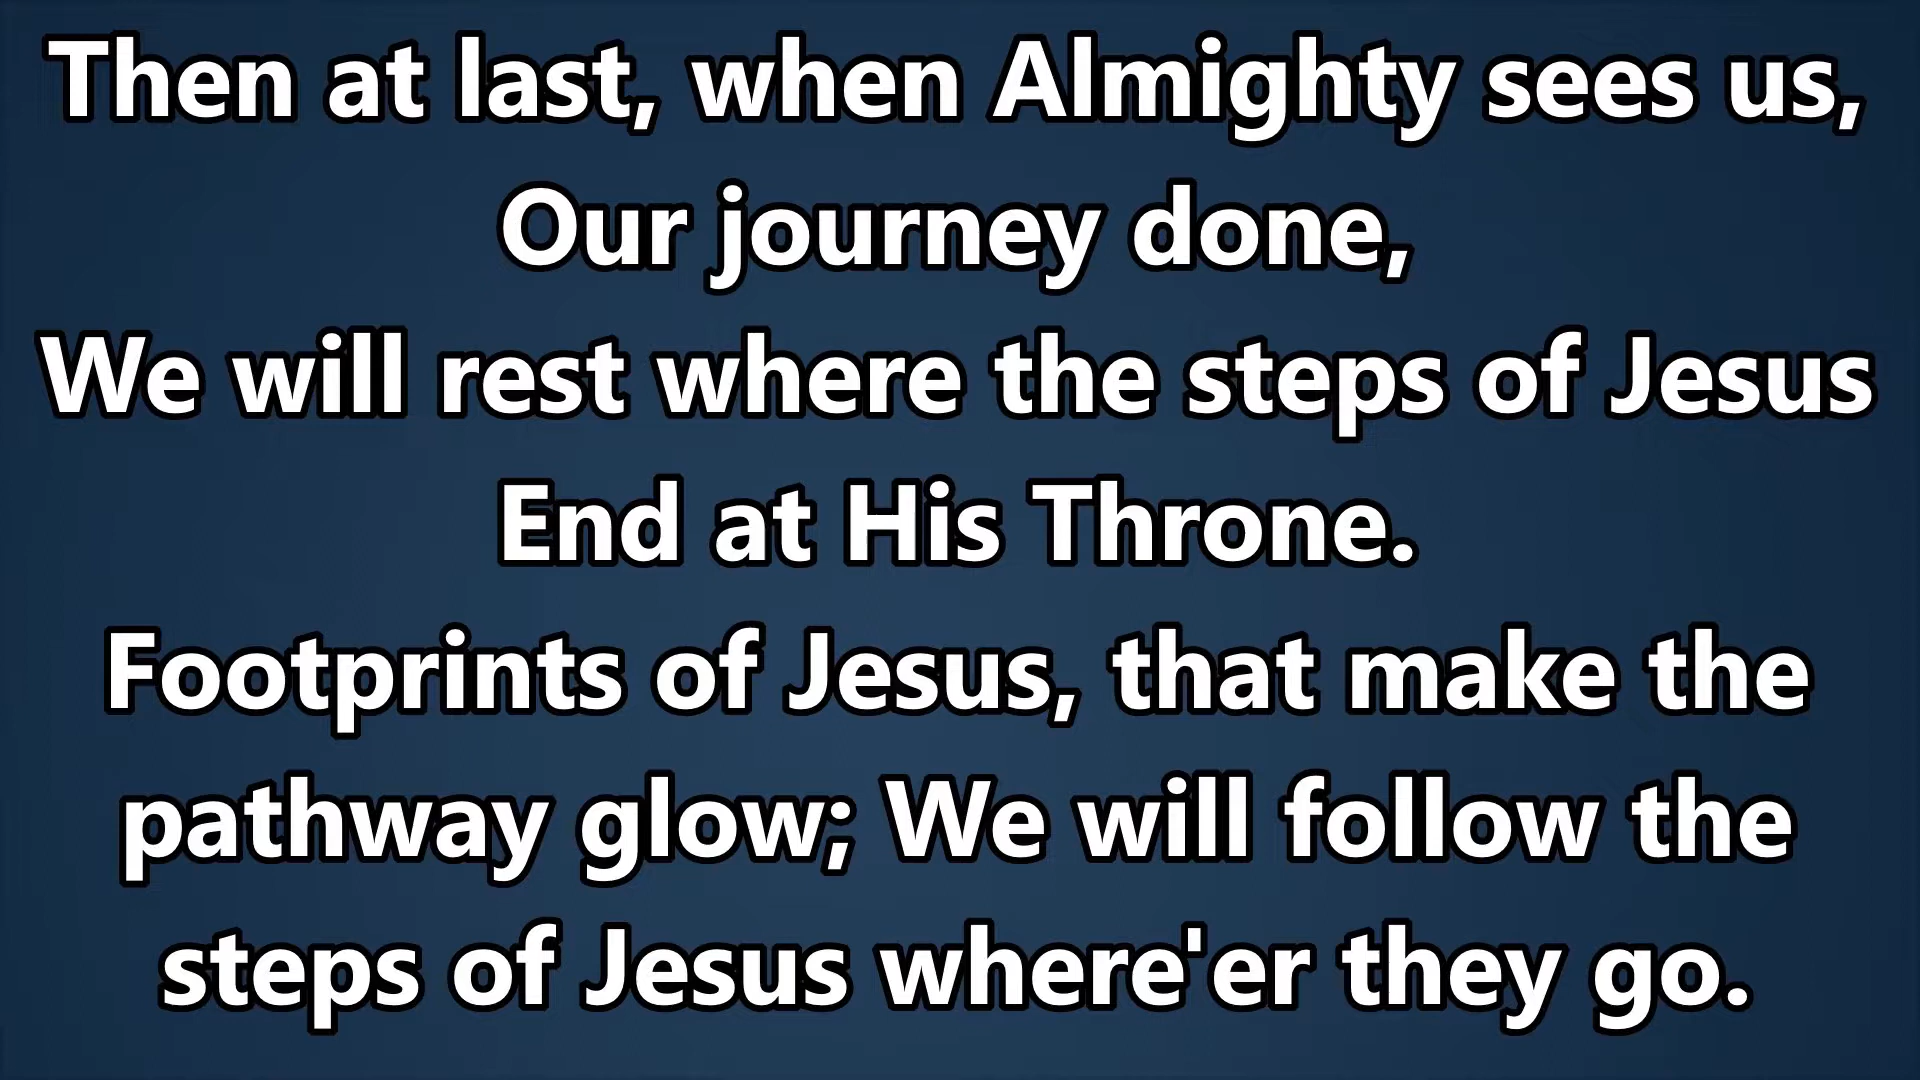 Then at last, when Almighty sees us,
Our journey done,
We will rest where the steps of Jesus
End at His Throne.
Footprints of Jesus, that make the
pathway glow; We will follow the
steps of Jesus where'er they go.